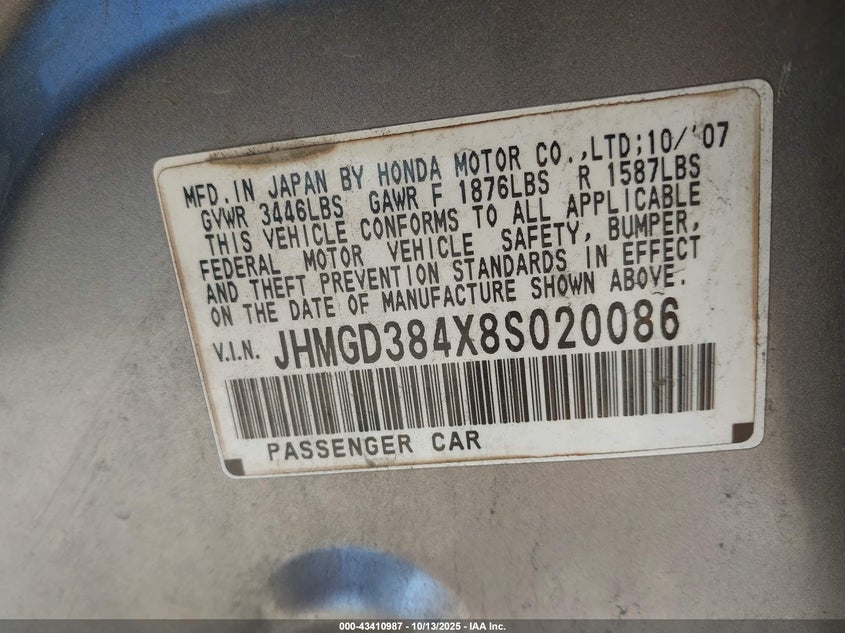 MFD. IN JAPAN BY HONDA MOTOR CO.,LTD;10/'07
GVWR 3446LBS GAWR F 1876LBS R 1587LBS
THIS VEHICLE CONFORMS TO ALL APPLICABLE
FEDERAL MOTOR VEHICLE SAFETY, BUMPER,
AND THEFT PREVENTION STANDARDS IN EFFECT
ON THE DATE OF MANUFACTURE SHOWN ABOVE.
V.I.N. JHMGD384X8S020086
PASSENGER CAR
000-43410987 - 10/13/2025 - IAA Inc.